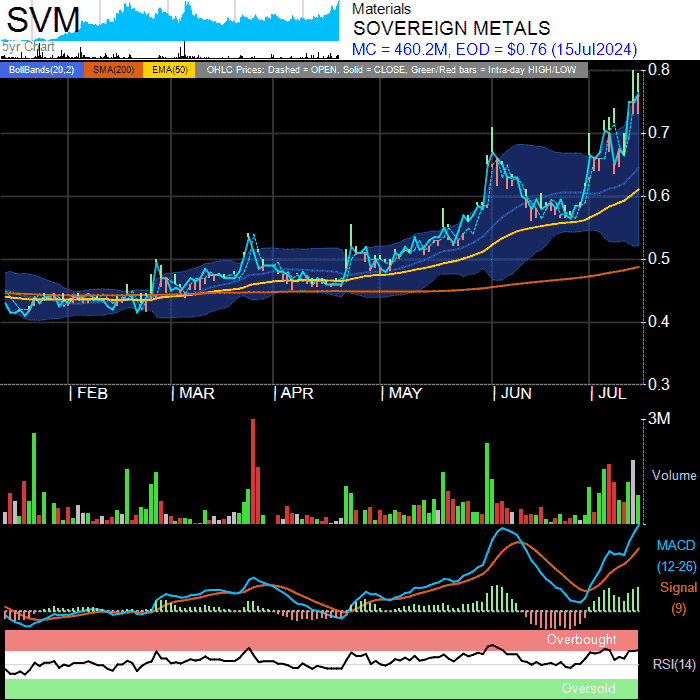 SVM
5yr Chart
Materials
SOVEREIGN METALS
MC = 460.2M, EOD = $0.76 (15Jul2024)
BollBands(20,2) SMA(200) EMA(50) OHLC Prices: Dashed = OPEN, Solid = CLOSE, Green/Red bars = Intra-day HIGH/LOW
0.8
0.7
0.6
0.5
0.4
0.3
FEB MAR APR MAY JUN JUL
3M
Volume
MACD
(12-26)
Signal
(9)
Overbought
RSI(14)
Oversold